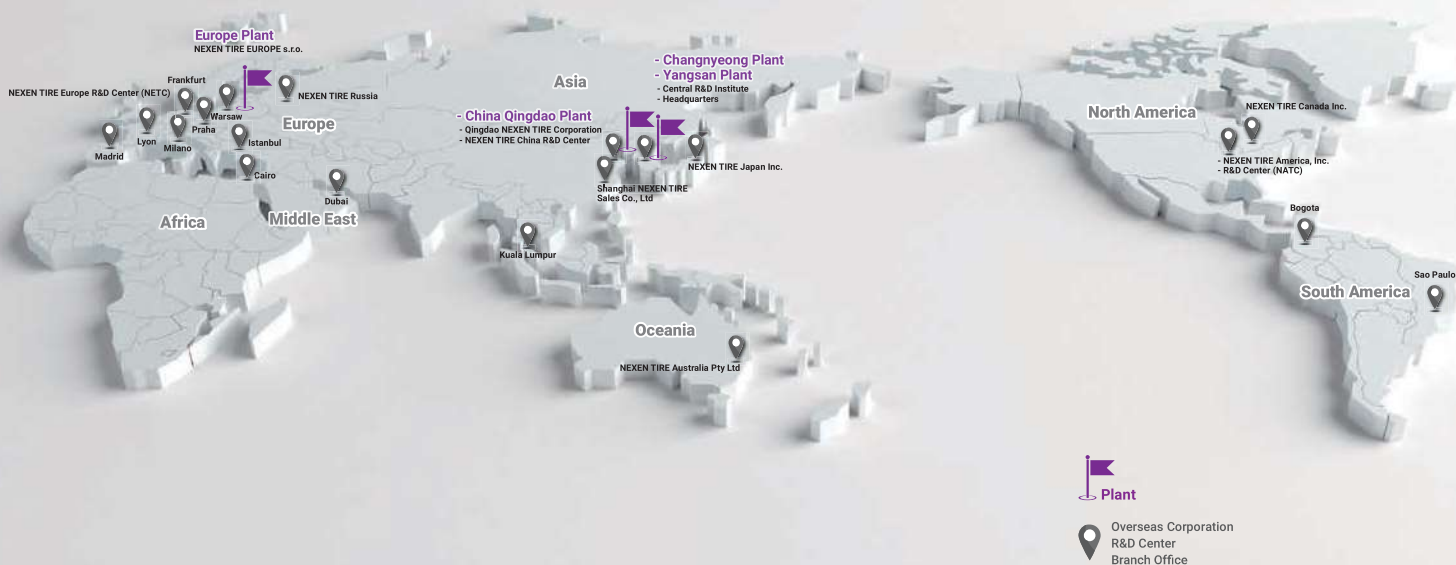 Europe Plant
NEXEN TIRE EUROPE s.r.o.
Frankfurt
NEXEN TIRE Europe R&D Center (NETC)
NEXEN TIRE Russia
Warsaw
Praha
Europe
Lyon
Milano
Istanbul
Madrid
Cairo
Dubai
Africa
Middle East
Asia
- Changnyeong Plant
- Yangsan Plant
- Central R&D Institute
- Headquarters
- China Qingdao Plant
- Qingdao NEXEN TIRE Corporation
- NEXEN TIRE China R&D Center
NEXEN TIRE Japan Inc.
Shanghai NEXEN TIRE
Sales Co., Ltd
Kuala Lumpur
Oceania
NEXEN TIRE Australia Pty Ltd
North America
NEXEN TIRE Canada Inc.
- NEXEN TIRE America, Inc.
- R&D Center (NATC)
Bogota
Sao Paulo
South America
Plant
Overseas Corporation
R&D Center
Branch Office